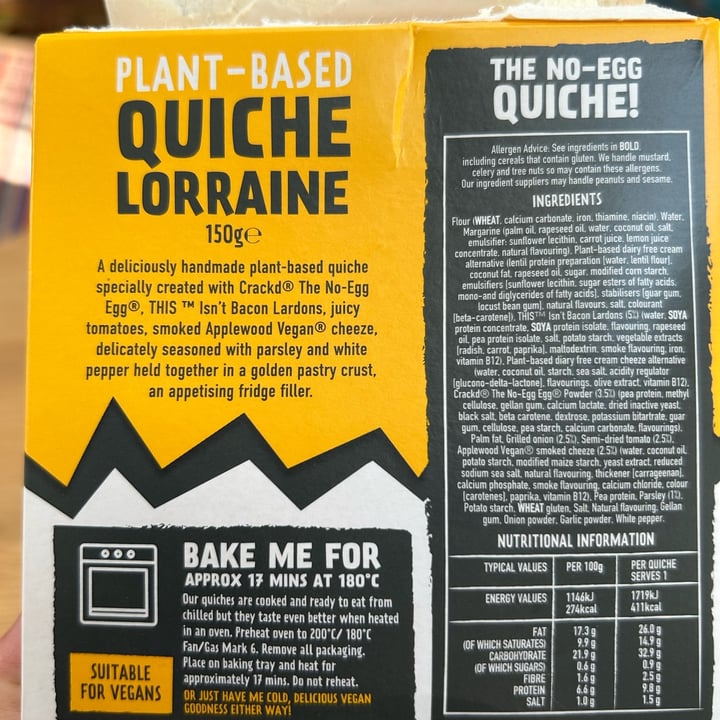 PLANT-BASED
QUICHE
LORRAINE
150g℮
A deliciously handmade plant-based quiche
specially created with Crackd® The No-Egg
Egg®, THIS ™ Isn't Bacon Lardons, juicy
tomatoes, smoked Applewood Vegan® cheeze,
delicately seasoned with parsley and white
pepper held together in a golden pastry crust,
an appetising fridge filler.
BAKE ME FOR
APPROX 17 MINS AT 180°C
Our quiches are cooked and ready to eat from
chilled but they taste even better when heated
in an oven. Preheat oven to 200°C/ 180°C
Fan/Gas Mark 6. Remove all packaging.
Place on baking tray and heat for
approximately 17 mins. Do not reheat.
OR JUST HAVE ME COLD, DELICIOUS VEGAN
GOODNESS EITHER WAY!
SUITABLE
FOR VEGANS
THE NO-EGG
QUICHE!
Allergen Advice: See ingredients in BOLD.
including cereals that contain gluten. We handle mustard,
celery and tree nuts so may contain these allergens.
Our ingredient suppliers may handle peanuts and sesame.
INGREDIENTS
Flour (WHEAT, calcium carbonate, iron, thiamine, niacin), Water,
Margarine (palm oil, rapeseed oil, water, coconut oil, salt,
emulsifier: sunflower lecithin, carrot juice, lemon juice
concentrate, natural flavouring), Plant-based dairy free cream
alternative (lentil protein preparation [water, lentil flour],
coconut fat, rapeseed oil, sugar, modified corn starch,
emulsifiers [sunflower lecithin, sugar esters of fatty acids,
mono-and diglycerides of fatty acids], stabilisers [guar gum,
locust bean gum], natural flavours, salt, colourant
[beta-carotene]), THIS™ Isn't Bacon Lardons (5%) (water, SOYA
protein concentrate, SOYA protein isolate, flavouring, rapeseed
oil, pea protein isolate, salt, potato starch, vegetable extracts
[radish, carrot, paprika], maltodextrin, smoke flavouring, iron,
vitamin B12), Plant-based diary free cream cheeze alternative
(water, coconut oil, starch, sea salt, acidity regulator
[glucono-delta-lactone], flavourings, olive extract, vitamin B12),
Crackd® The No-Egg Egg® Powder (3.5%) (pea protein, methyl
cellulose, gellan gum, calcium lactate, dried inactive yeast,
black salt, beta carotene, dextrose, potassium bitartrate, guar
gum, cellulose, pea starch, calcium carbonate, flavourings),
Palm fat, Grilled onion (2.5%), Semi-dried tomato (2.5%),
Applewood Vegan® smoked cheeze (2.5%) (water, coconut oil,
potato starch, modified maize starch, yeast extract, reduced
sodium sea salt, natural flavouring, thickener [carrageenan],
calcium phosphate, smoke flavouring, calcium chloride, colour
[carotenes], paprika, vitamin B12), Pea protein, Parsley (1%),
Potato starch, WHEAT gluten, Salt, Natural flavouring, Gellan
gum, Onion powder, Garlic powder, White pepper.
NUTRITIONAL INFORMATION
TYPICAL VALUES PER 100g PER QUICHE
SERVES 1
ENERGY VALUES 1146kJ 1719kJ
274kcal 411kcal
FAT 17.3 g 26.0 g
(OF WHICH SATURATES) 9.9 g 14.9 g
CARBOHYDRATE 21.9 g 32.9 g
(OF WHICH SUGARS) 0.6 g 0.9 g
FIBRE 1.6 g 2.5 g
PROTEIN 6.6 g 9.8 g
SALT 1.0 g 1.5 g